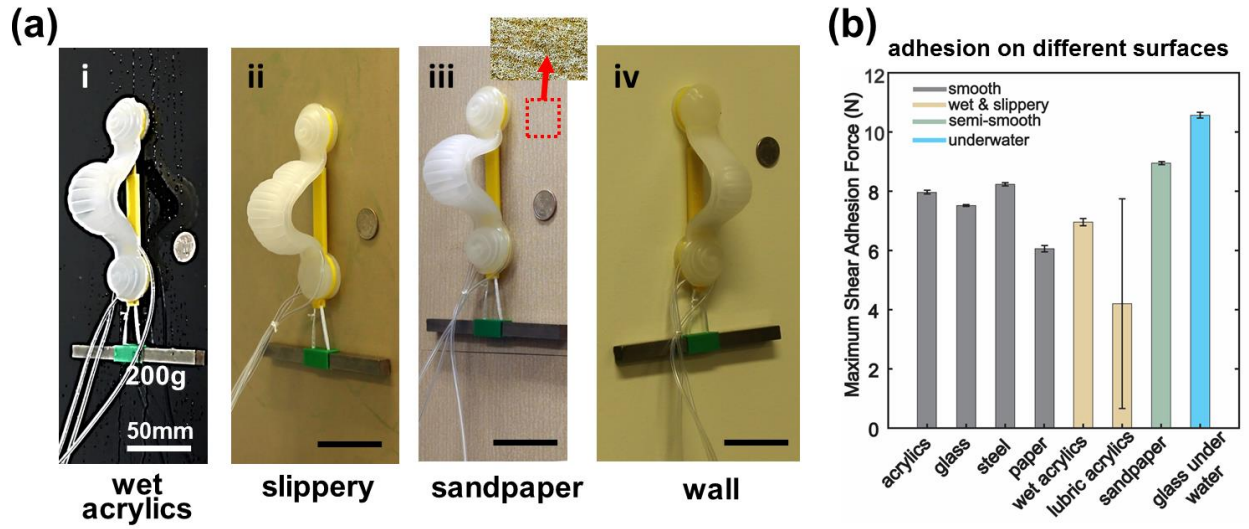 (a)
i
ii
iii
iv
200g
50mm
wet
acrylics
slippery
sandpaper
wall
(b)
adhesion on different surfaces
Maximum Shear Adhesion Force (N)
12
10
8
6
4
2
0
smooth
wet & slippery
semi-smooth
underwater
acrylics
glass
steel
paper
wet acrylics
lubric acrylics
sandpaper
glass under
water